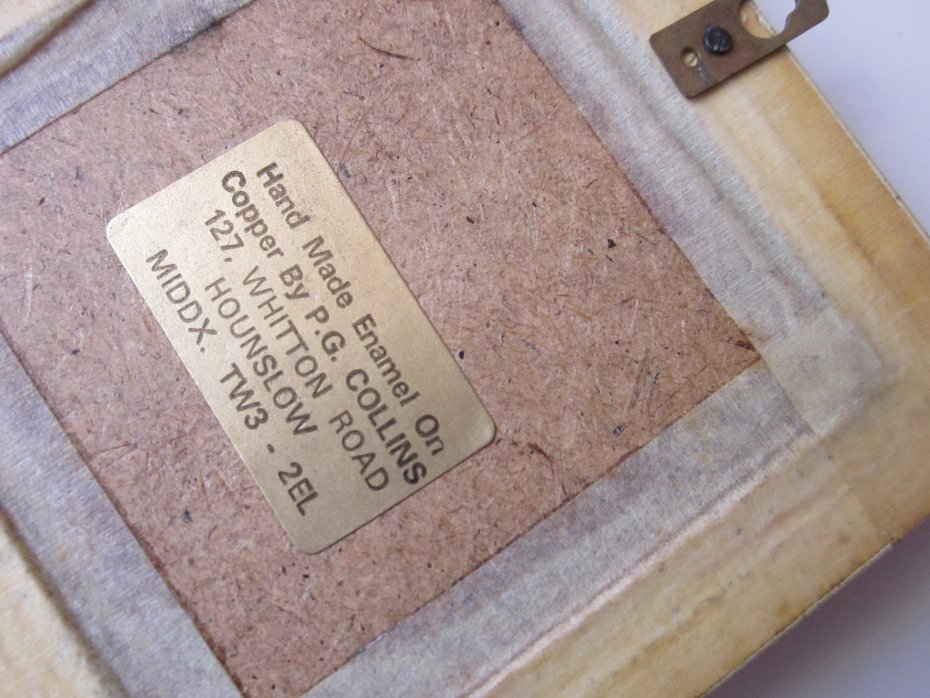 Hand Made Enamel On
Copper By P.G. COLLINS
127, WHITTON ROAD
HOUNSLOW
MIDDX. TW3 - 2EL